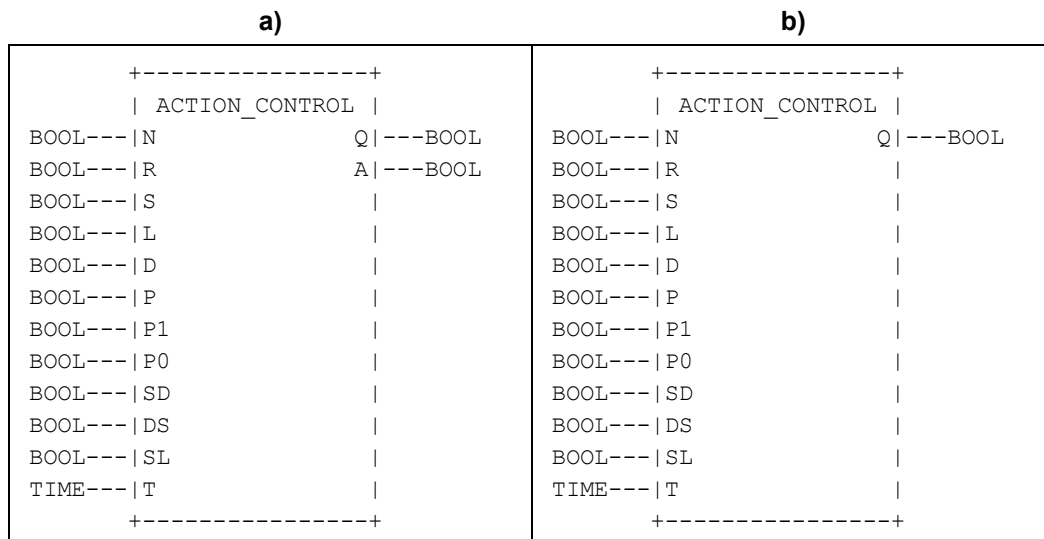 a) b)
+----------------+ +----------------+
| ACTION_CONTROL | | ACTION_CONTROL |
BOOL---|N Q|---BOOL BOOL---|N Q|---BOOL
BOOL---|R A|---BOOL BOOL---|R |
BOOL---|S | BOOL---|S |
BOOL---|L | BOOL---|L |
BOOL---|D | BOOL---|D |
BOOL---|P | BOOL---|P |
BOOL---|P1 | BOOL---|P1 |
BOOL---|P0 | BOOL---|P0 |
BOOL---|SD | BOOL---|SD |
BOOL---|DS | BOOL---|DS |
BOOL---|SL | BOOL---|SL |
TIME---|T | TIME---|T |
+----------------+ +----------------+